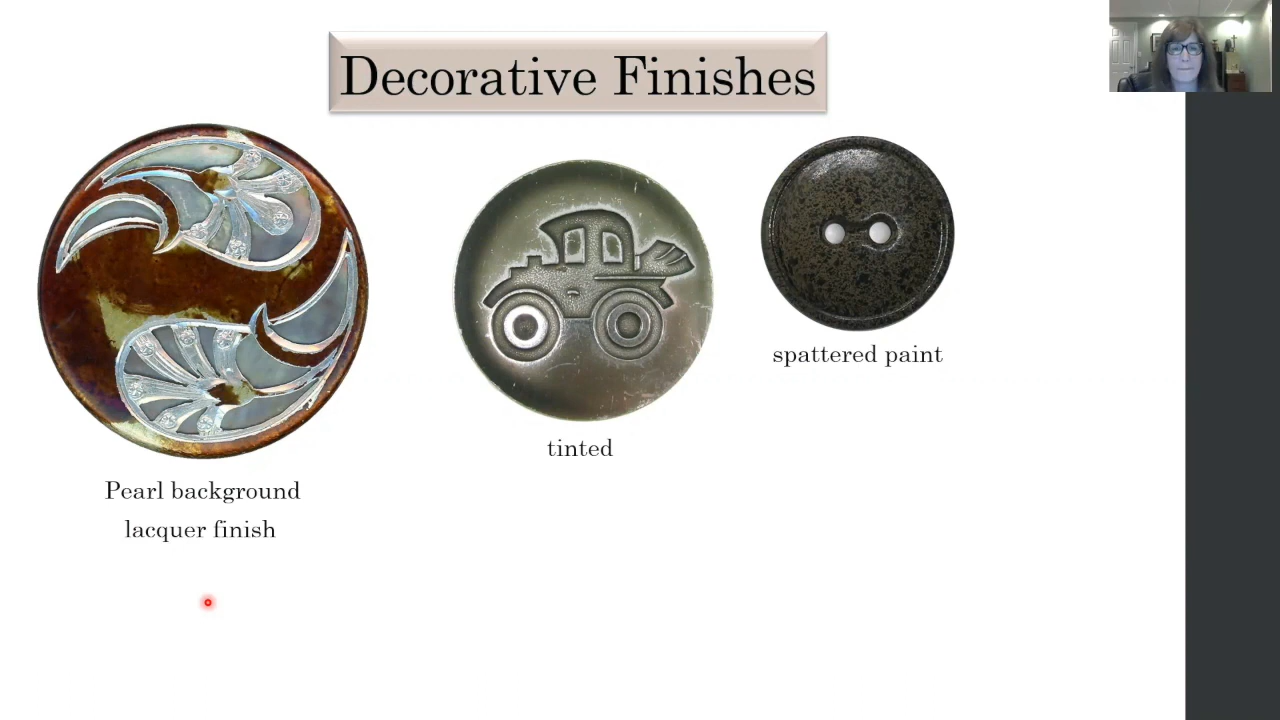 Decorative Finishes
Pearl background
lacquer finish
tinted
spattered paint